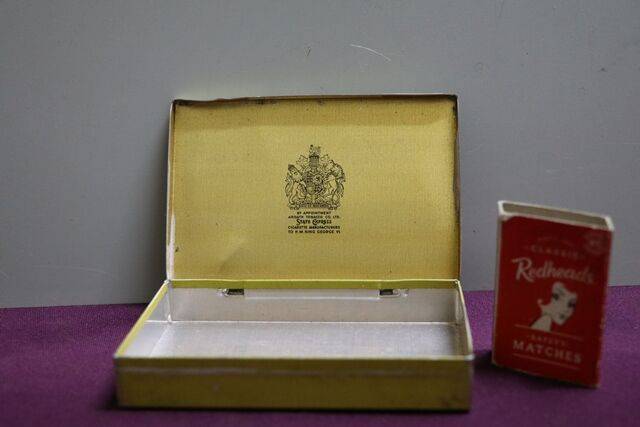 BY APPOINTMENT
ARDATH TOBACCO CO. LTD.
State Express
CIGARETTE MANUFACTURERS
TO H.M. KING GEORGE VI
CLASSIC
Redheads
SAFETY
MATCHES